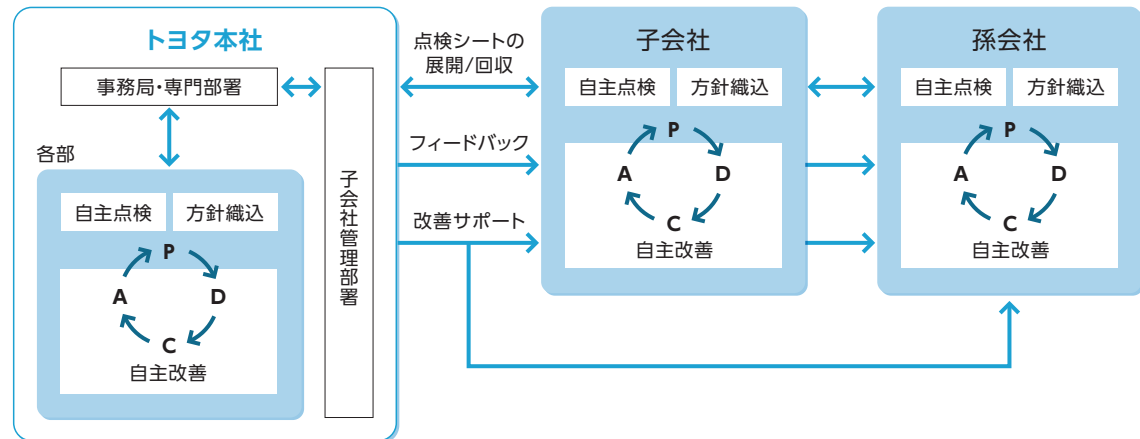 トヨタ本社
事務局・専門部署
各部
自主点検
方針織込
P
A
D
C
自主改善
子会社管理部署
点検シートの
展開/回収
フィードバック
改善サポート
子会社
自主点検
方針織込
P
A
D
C
自主改善
孫会社
自主点検
方針織込
P
A
D
C
自主改善